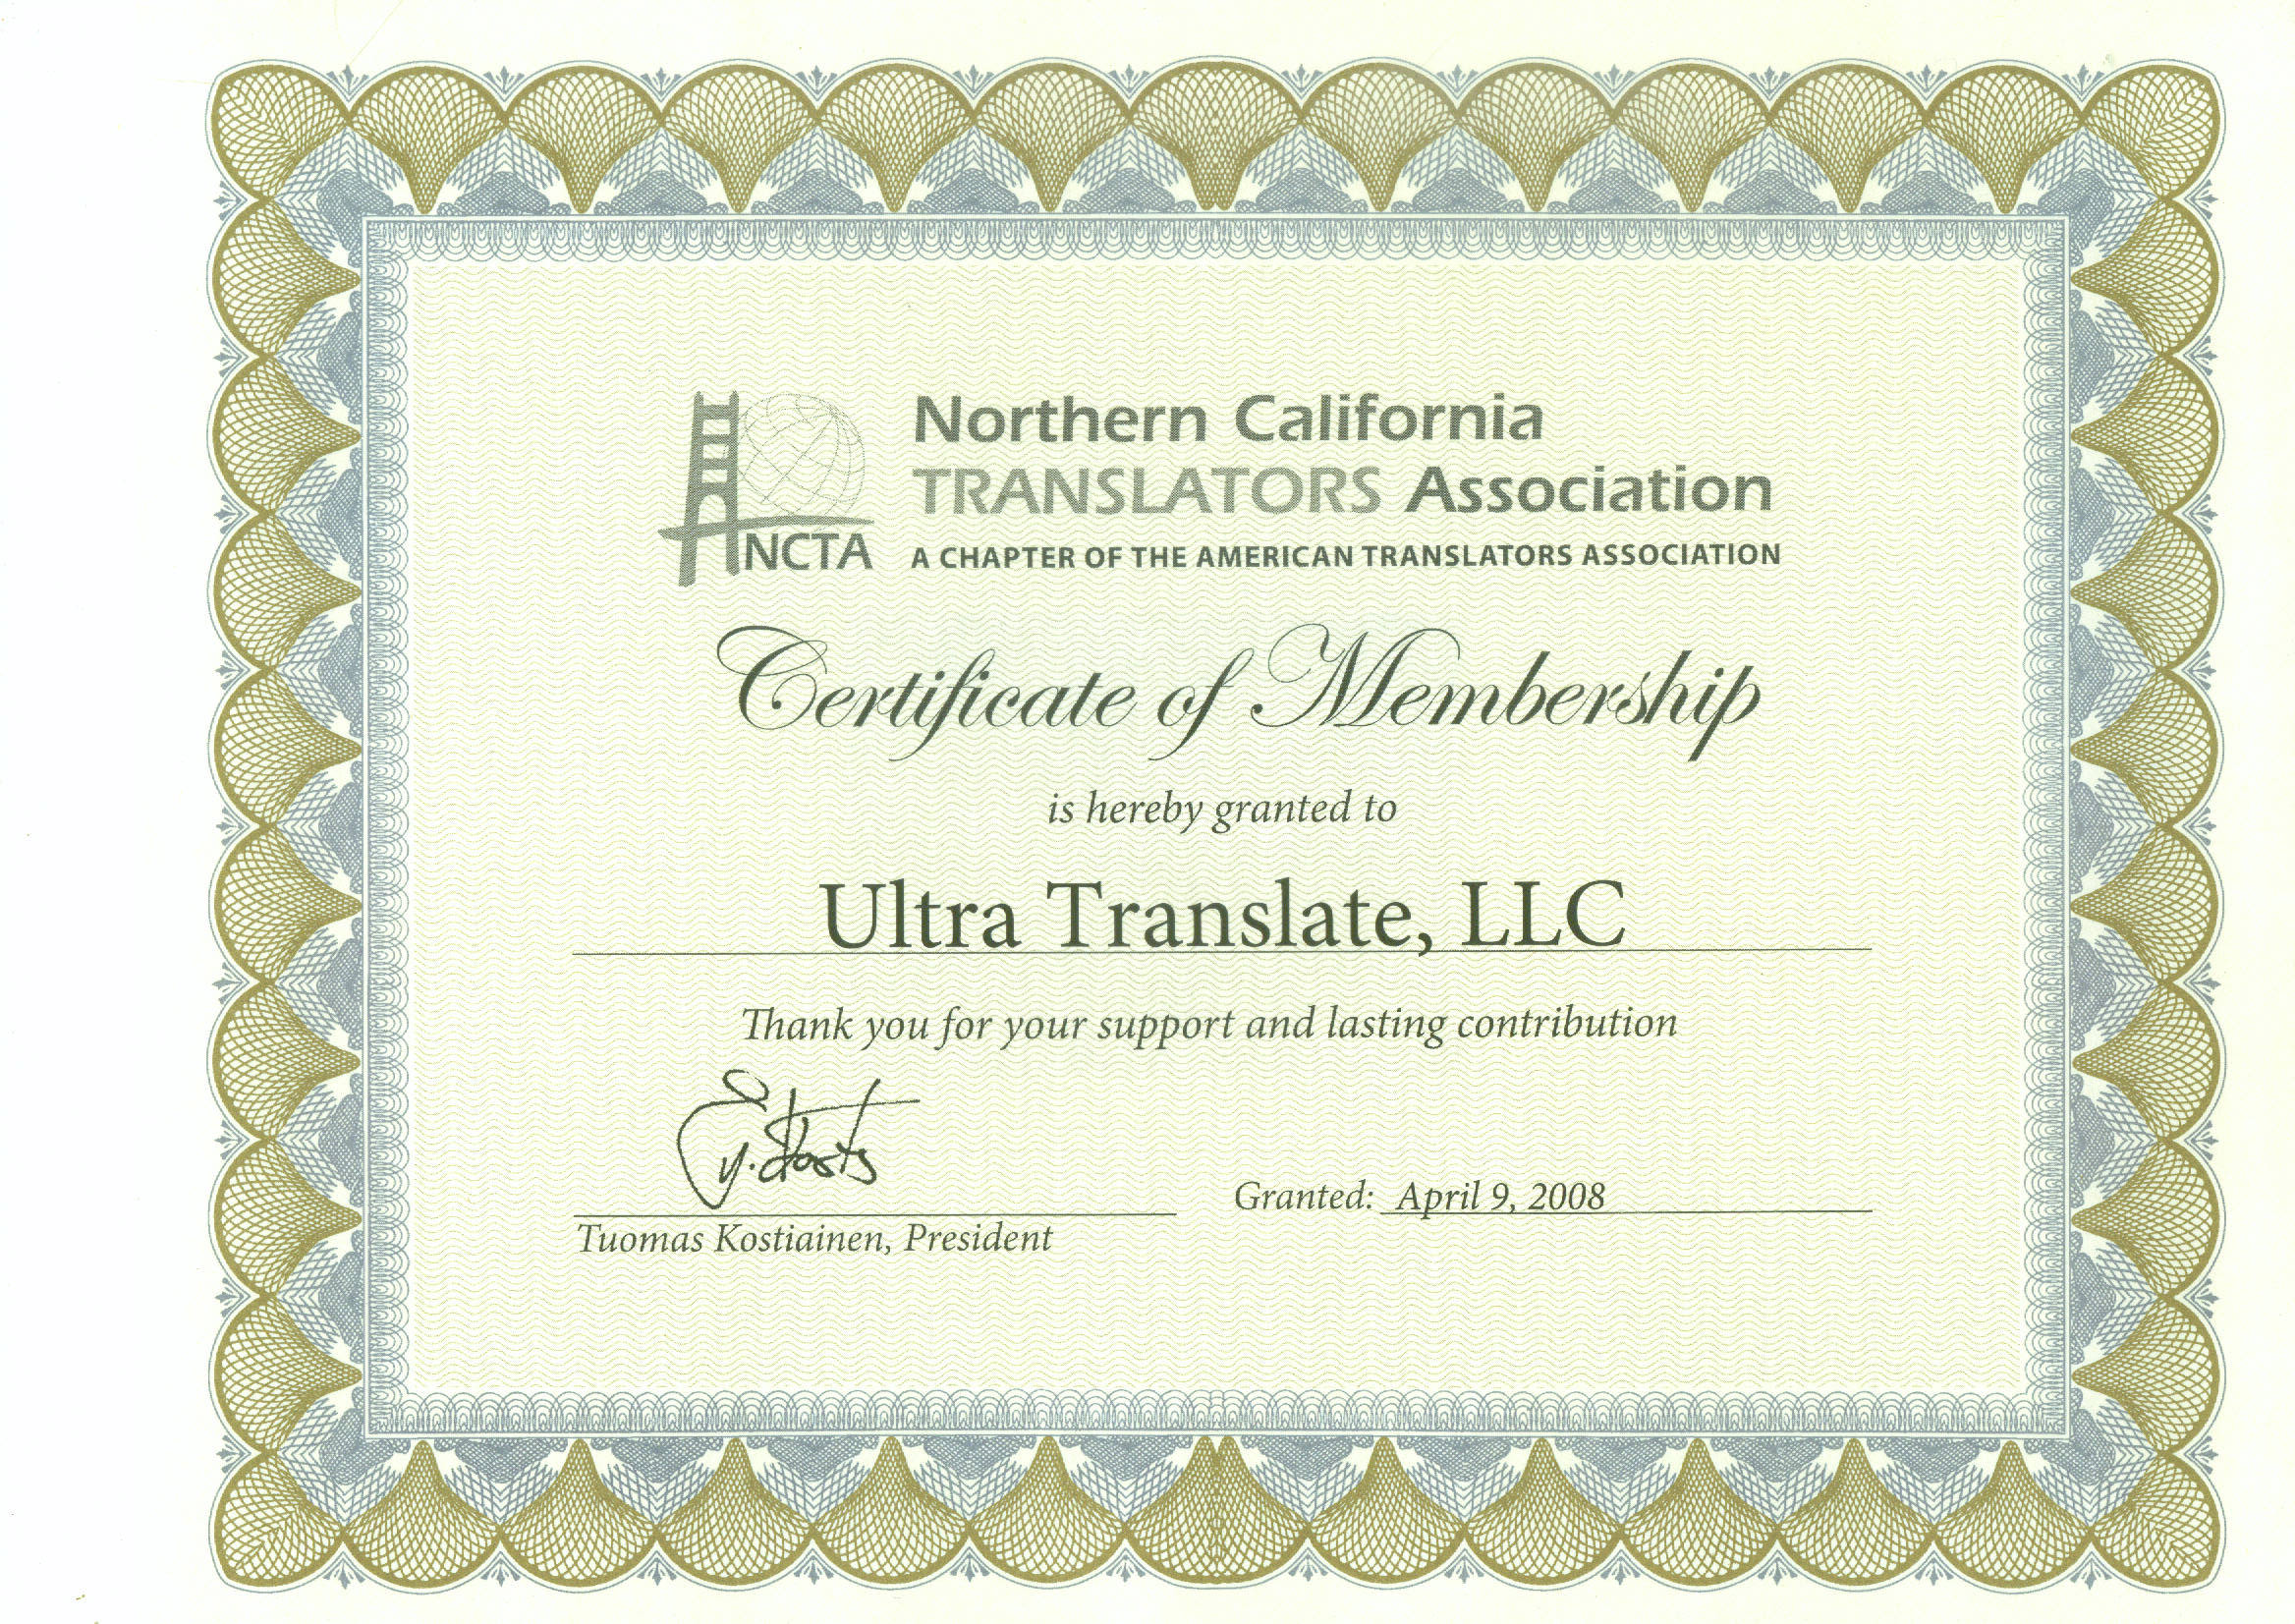 Northern California
TRANSLATORS Association
NCTA
A CHAPTER OF THE AMERICAN TRANSLATORS ASSOCIATION
Certificate of Membership
is hereby granted to
Ultra Translate, LLC
Thank you for your support and lasting contribution
Granted: April 9, 2008
Tuomas Kostiainen, President